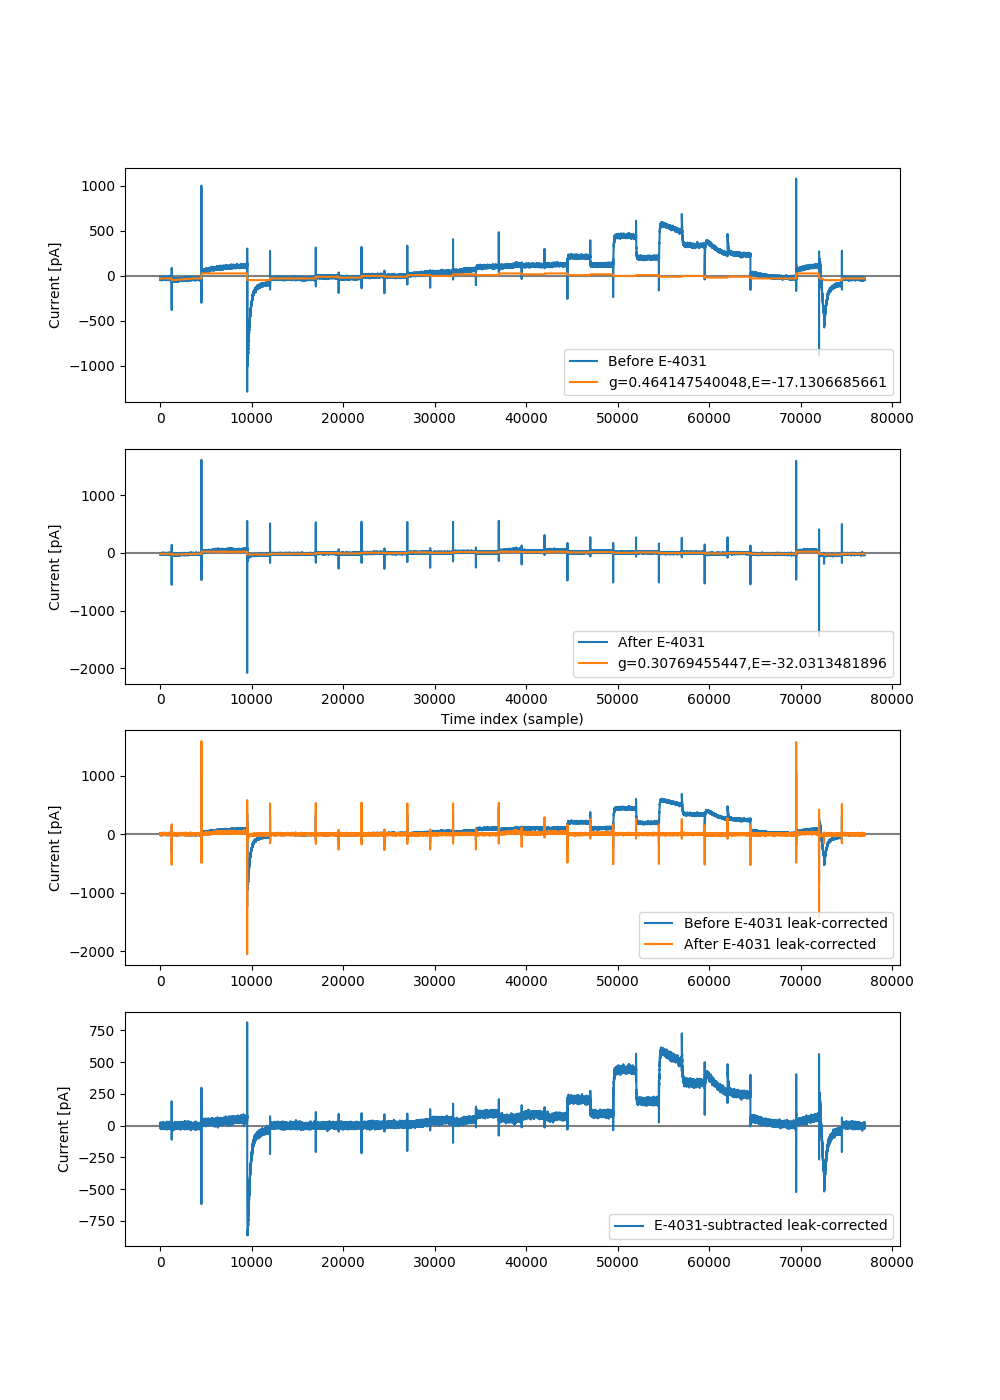 1000
500
0
−500
−1000
Current [pA]
Before E-4031
g=0.464147540048,E=-17.1306685661
0 10000 20000 30000 40000 50000 60000 70000 80000
1000
0
−1000
−2000
Current [pA]
After E-4031
g=0.30769455447,E=-32.0313481896
0 10000 20000 30000 40000 50000 60000 70000 80000
Time index (sample)
1000
0
−1000
−2000
Current [pA]
Before E-4031 leak-corrected
After E-4031 leak-corrected
0 10000 20000 30000 40000 50000 60000 70000 80000
750
500
250
0
−250
−500
−750
Current [pA]
E-4031-subtracted leak-corrected
0 10000 20000 30000 40000 50000 60000 70000 80000